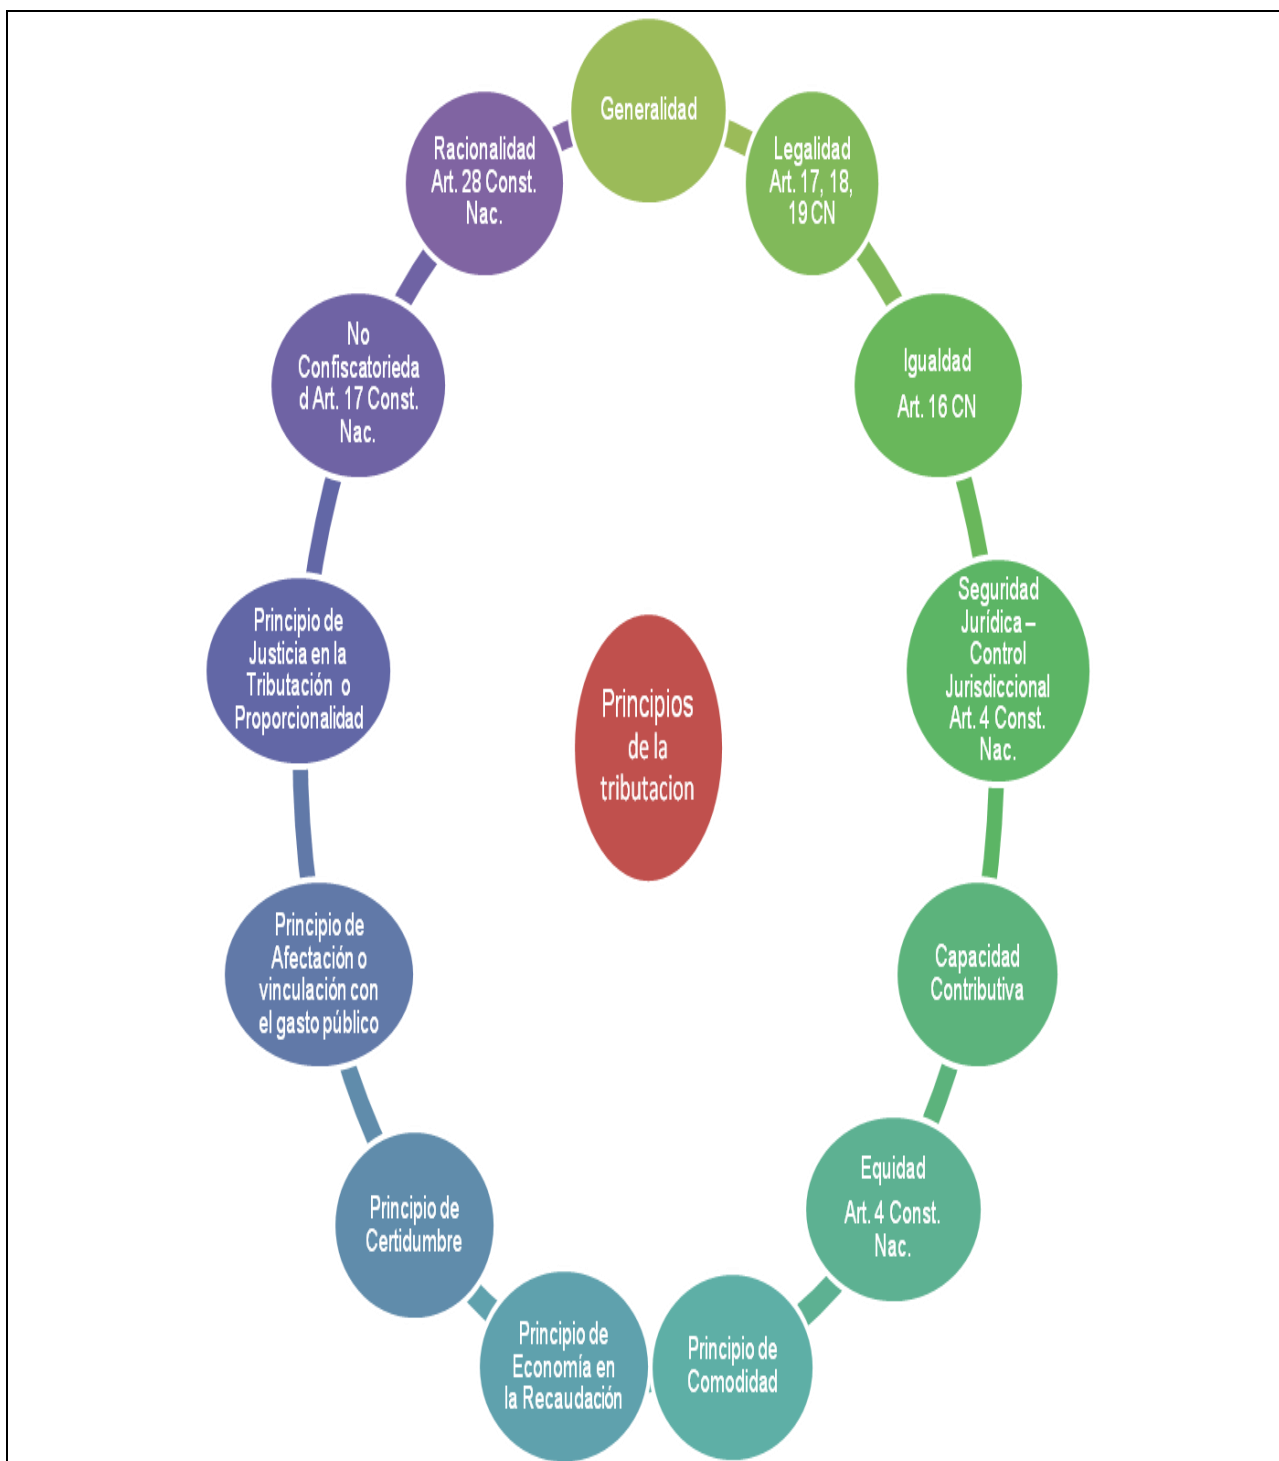 Generalidad
Legalidad
Art. 17, 18,
19 CN
Igualdad
Art. 16 CN
Seguridad
Jurídica –
Control
Jurisdiccional
Art. 4 Const.
Nac.
Capacidad
Contributiva
Equidad
Art. 4 Const.
Nac.
Principio de
Comodidad
Principio de
Economía en
la Recaudación
Principio de
Certidumbre
Principio de
Afectación o
vinculación con
el gasto público
Principio de
Justicia en la
Tributación o
Proporcionalidad
No
Confiscatorieda
d Art. 17 Const.
Nac.
Racionalidad
Art. 28 Const.
Nac.
Principios
de la
tributacion